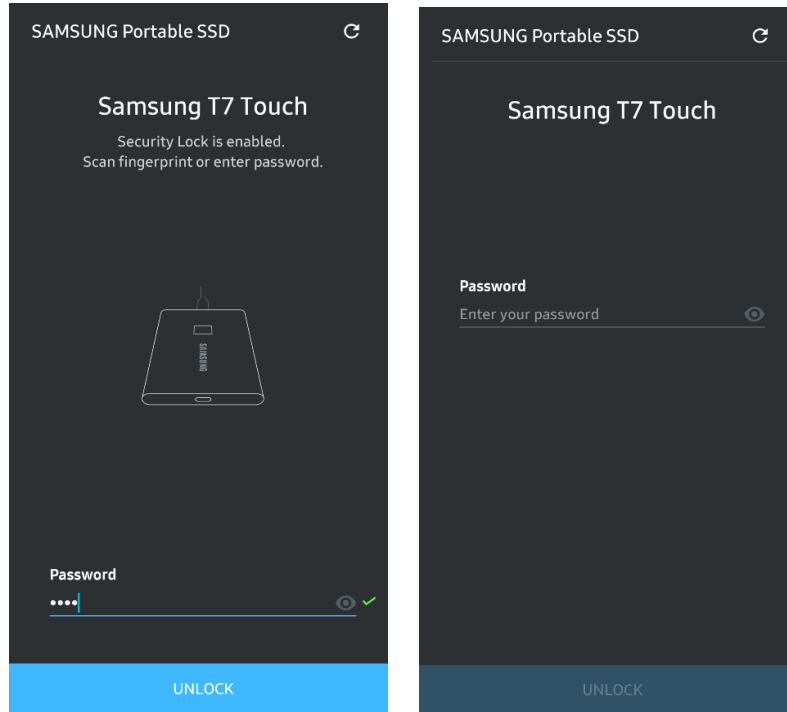 SAMSUNG Portable SSD
Samsung T7 Touch
Security Lock is enabled.
Scan fingerprint or enter password.
SAMSUNG
Password
••••
UNLOCK
SAMSUNG Portable SSD
Samsung T7 Touch
Password
Enter your password
UNLOCK